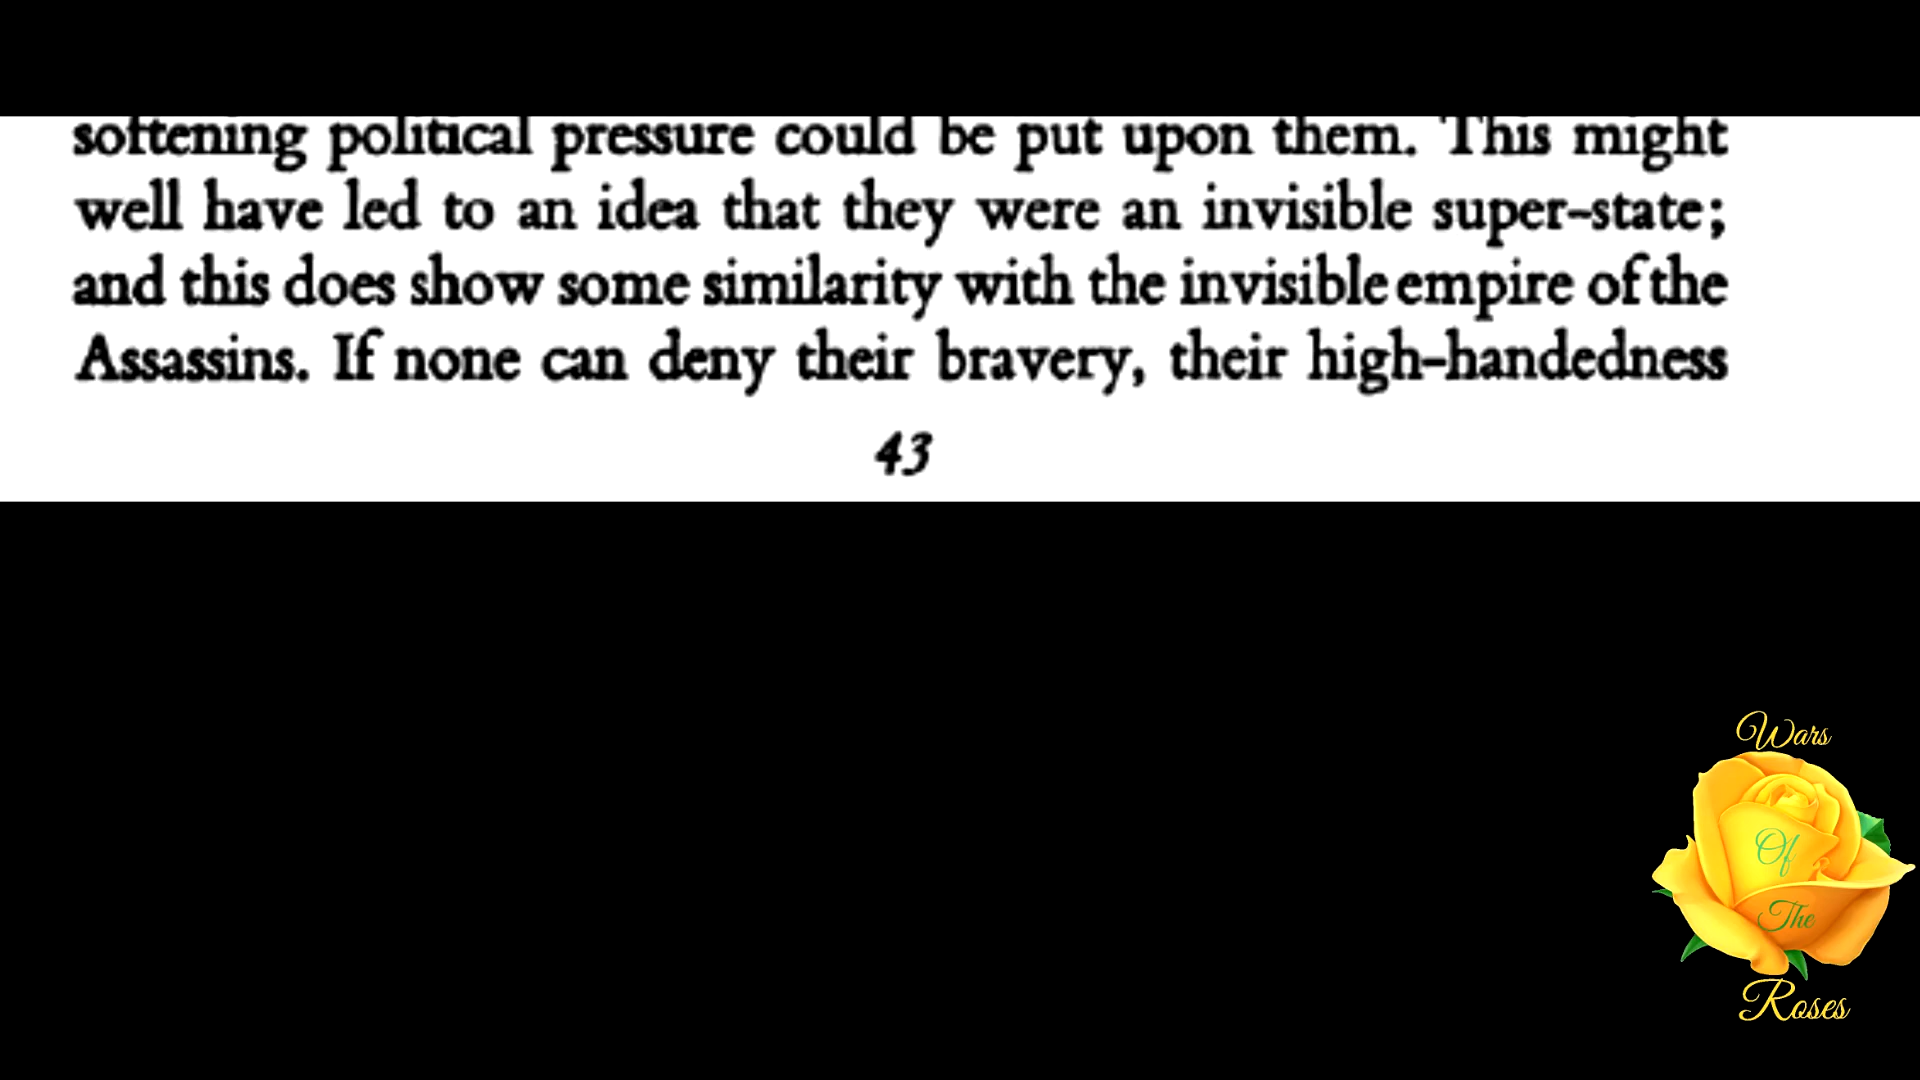 softening political pressure could be put upon them. This might
well have led to an idea that they were an invisible super-state;
and this does show some similarity with the invisible empire of the
Assassins. If none can deny their bravery, their high-handedness
43
Wars
Of
The
Roses